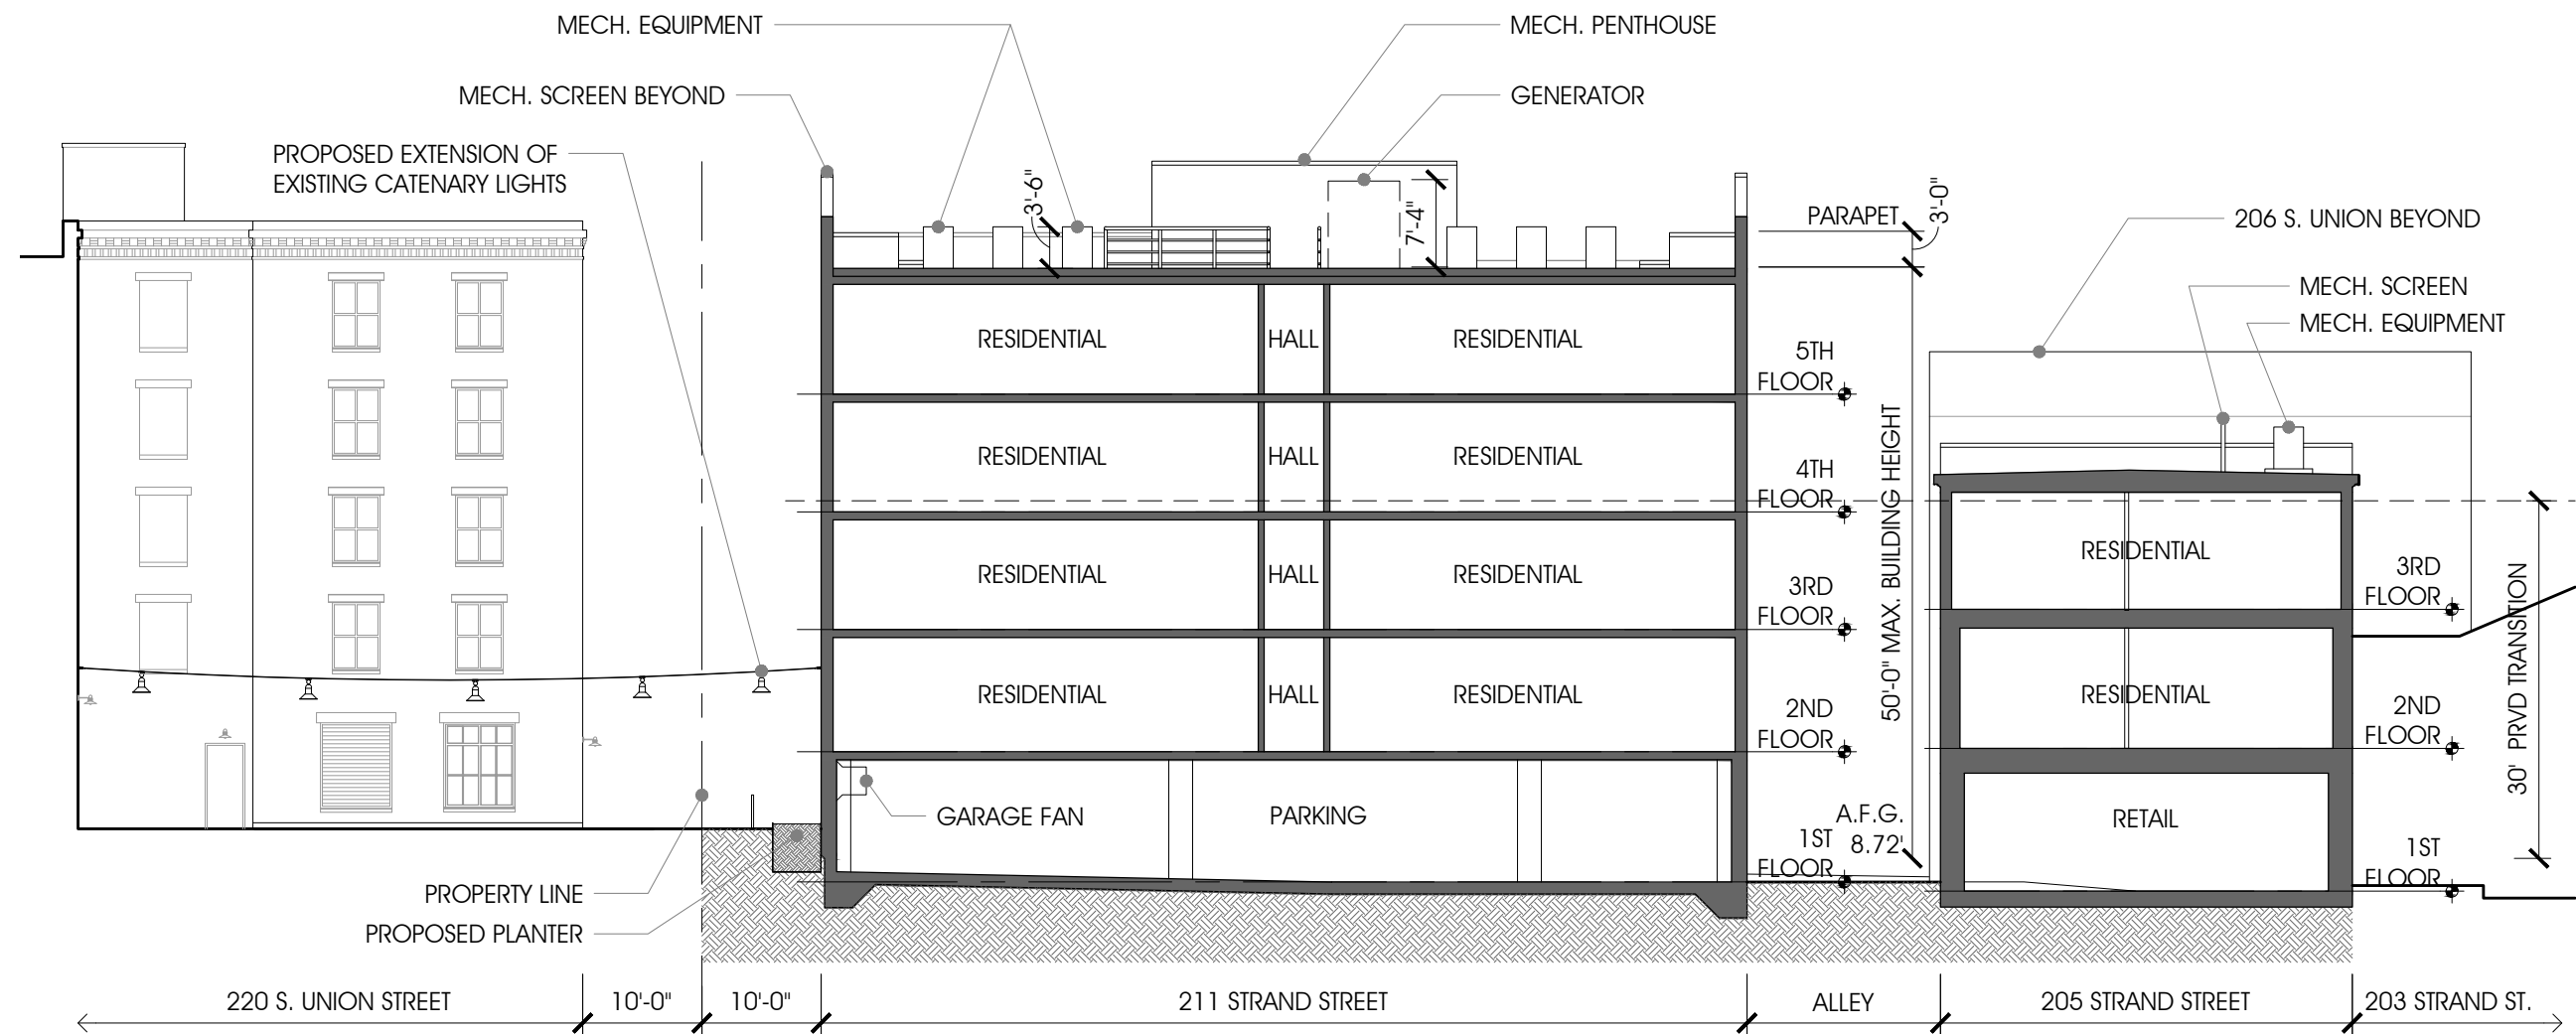 MECH. EQUIPMENT
MECH. PENTHOUSE
MECH. SCREEN BEYOND
GENERATOR
PROPOSED EXTENSION OF
EXISTING CATENARY LIGHTS
3'-6"
7'-4"
PARAPET
3'-0"
206 S. UNION BEYOND
MECH. SCREEN
MECH. EQUIPMENT
RESIDENTIAL
HALL
RESIDENTIAL
5TH
FLOOR
RESIDENTIAL
HALL
RESIDENTIAL
4TH
FLOOR
50'-0" MAX. BUILDING HEIGHT
RESIDENTIAL
HALL
RESIDENTIAL
3RD
FLOOR
RESIDENTIAL
3RD
FLOOR
30' PRVD TRANSITION
RESIDENTIAL
HALL
RESIDENTIAL
2ND
FLOOR
RESIDENTIAL
2ND
FLOOR
GARAGE FAN
PARKING
A.F.G.
8.72'
1ST
FLOOR
RETAIL
1ST
FLOOR
PROPERTY LINE
PROPOSED PLANTER
220 S. UNION STREET
10'-0"
10'-0"
211 STRAND STREET
ALLEY
205 STRAND STREET
203 STRAND ST.